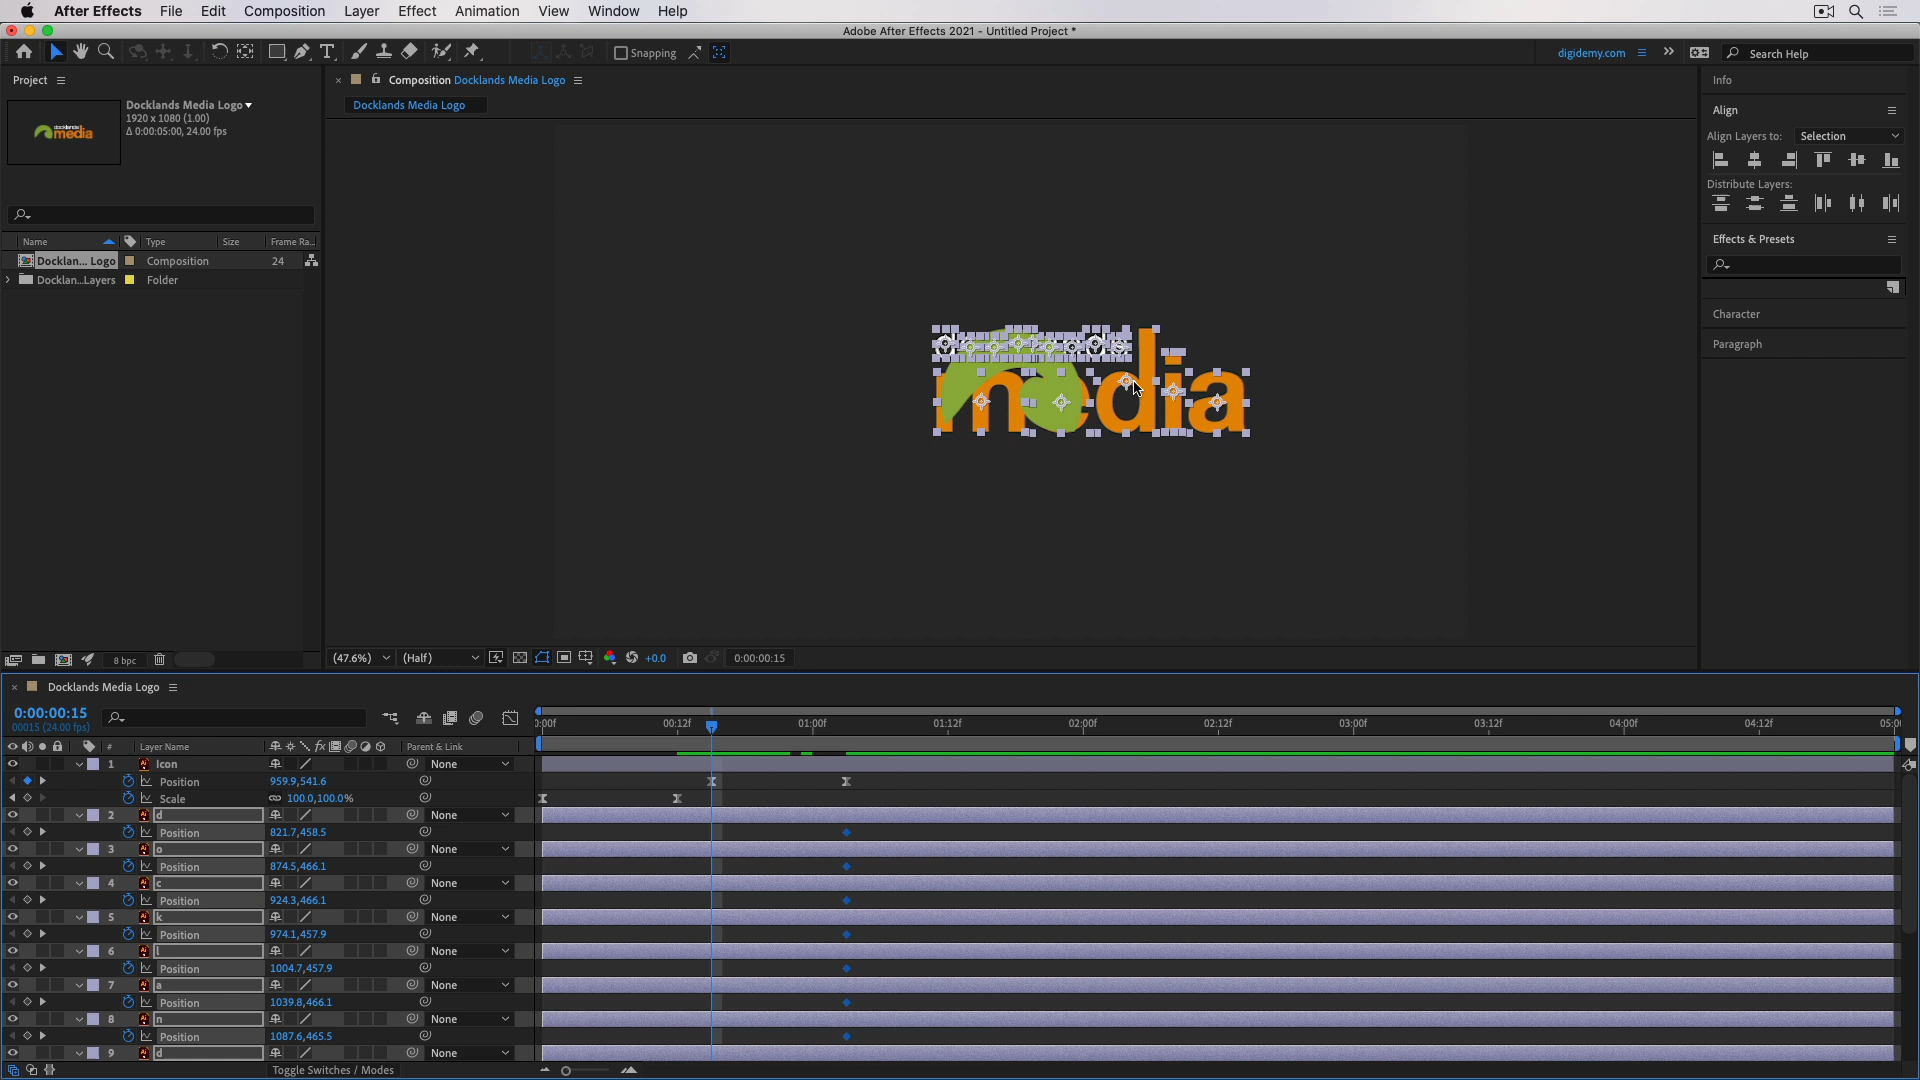 After Effects File Edit Composition Layer Effect Animation View Window Help
Adobe After Effects 2021 - Untitled Project *
Snapping
digidemy.com
Search Help
Project
Composition Docklands Media Logo
Info
Docklands Media Logo
1920 x 1080 (1.00)
Δ 0:00:05:00, 24.00 fps
Docklands Media Logo
Align
Align Layers to: Selection
Distribute Layers:
Effects & Presets
Character
Paragraph
Name Type Size Frame Ra...
Docklan... Logo Composition 24
Docklan...Layers Folder
media
8 bpc
(47.6%) (Half) +0.0 0:00:00:15
Docklands Media Logo
0:00:00:15
00015 (24.00 fps)
0:00f 00:12f 01:00f 01:12f 02:00f 02:12f 03:00f 03:12f 04:00f 04:12f 05:0
# Layer Name Parent & Link
1 Icon None
Position 959.9,541.6
Scale 100.0,100.0%
2 d None
Position 821.7,458.5
3 o None
Position 874.5,466.1
4 c None
Position 924.3,466.1
5 k None
Position 974.1,457.9
6 l None
Position 1004.7,457.9
7 a None
Position 1039.8,466.1
8 n None
Position 1087.6,465.5
9 d None
Toggle Switches / Modes